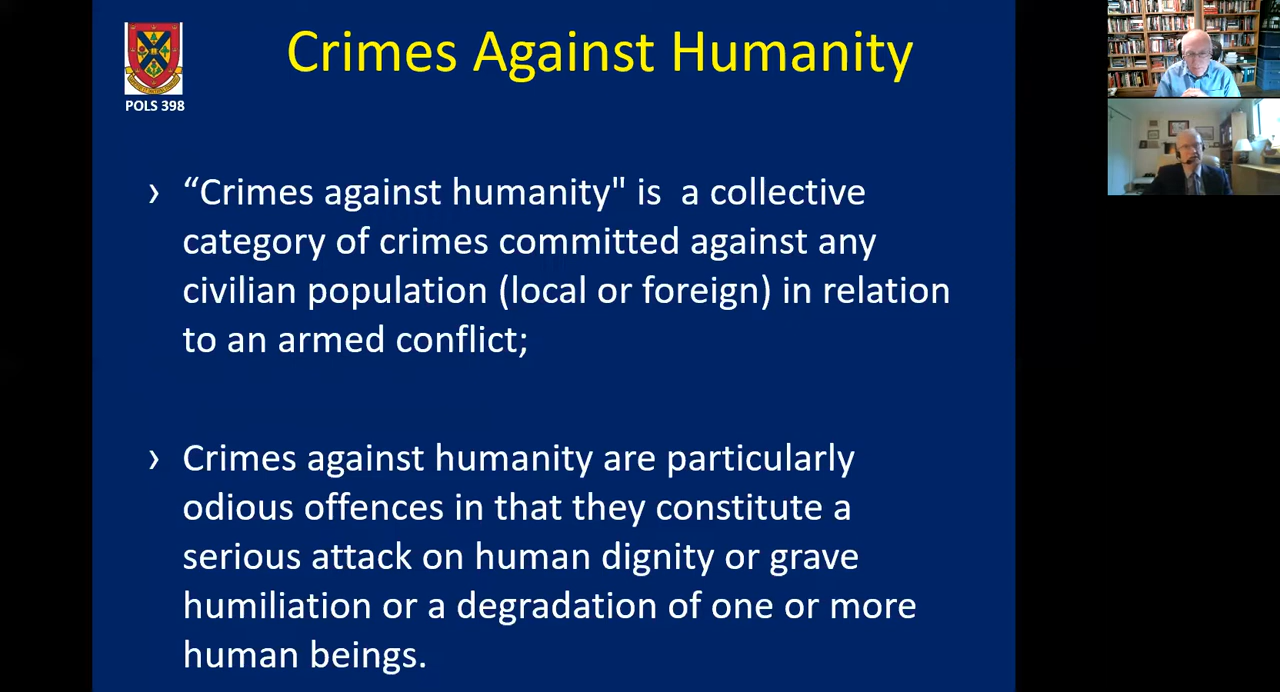 Crimes Against Humanity
POLS 398
› “Crimes against humanity" is a collective
category of crimes committed against any
civilian population (local or foreign) in relation
to an armed conflict;
› Crimes against humanity are particularly
odious offences in that they constitute a
serious attack on human dignity or grave
humiliation or a degradation of one or more
human beings.